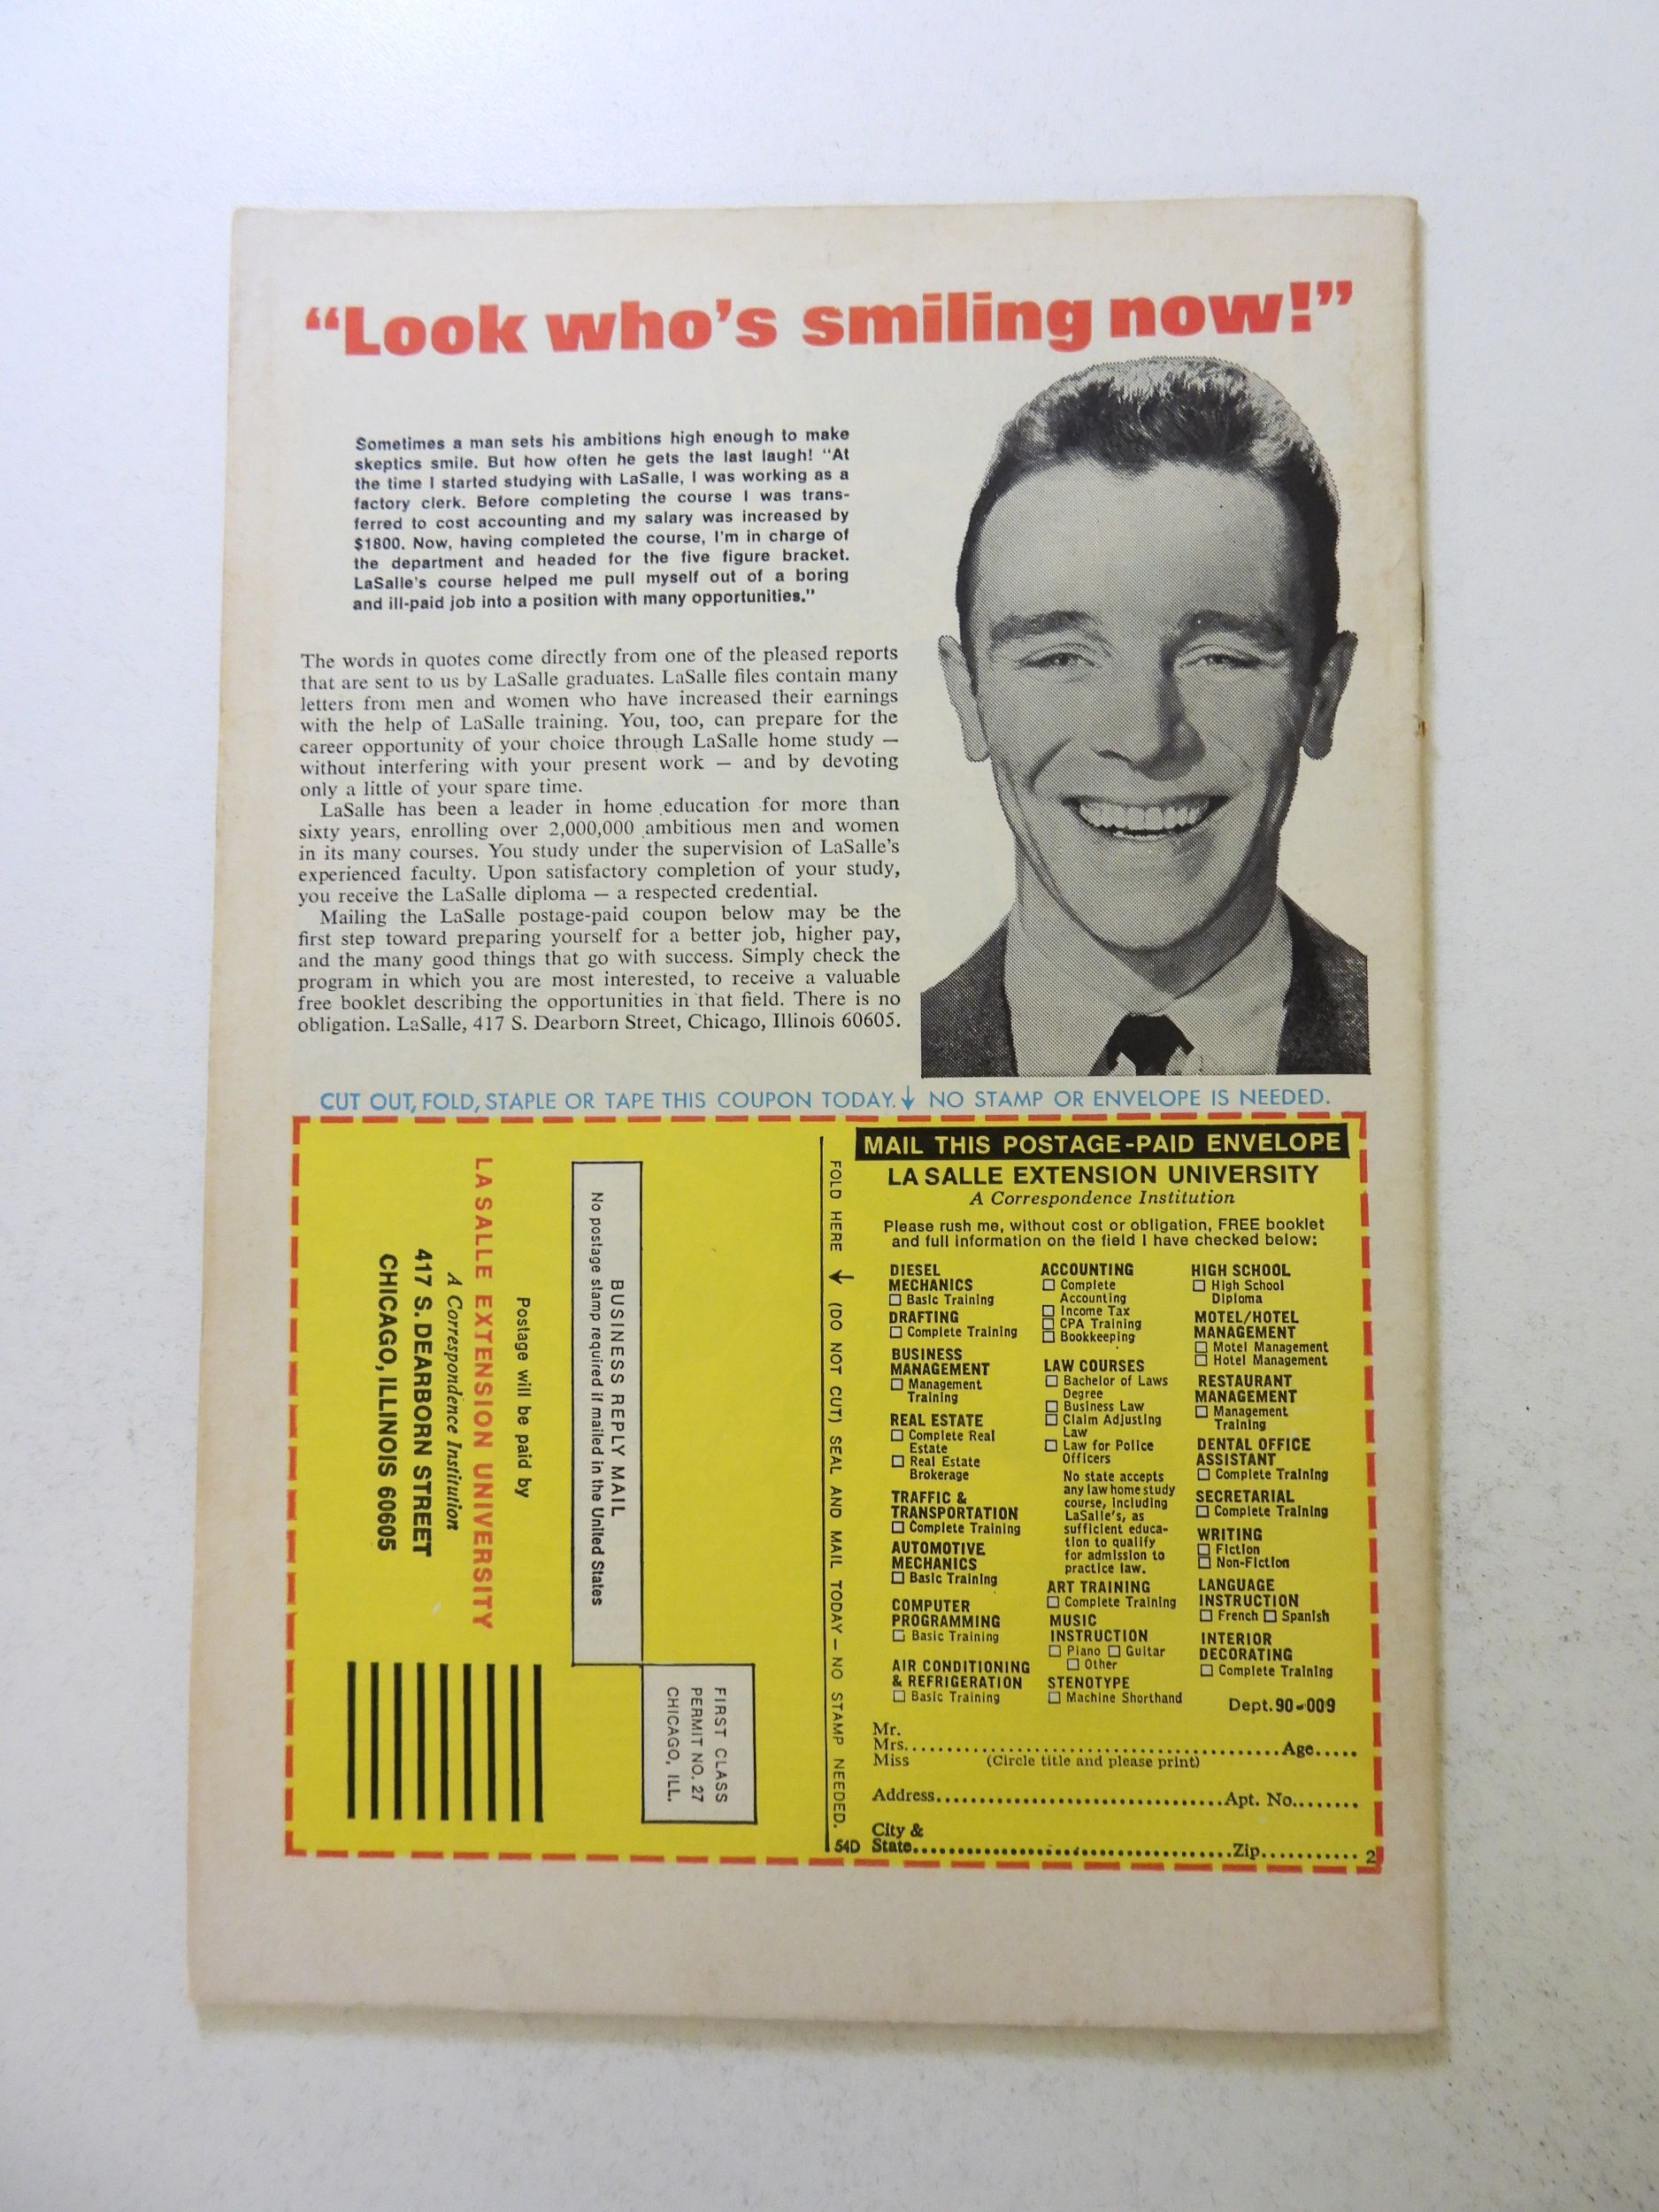 “Look who’s smiling now!”
Sometimes a man sets his ambitions high enough to make
skeptics smile. But how often he gets the last laugh! "At
the time I started studying with LaSalle, I was working as a
factory clerk. Before completing the course I was trans-
ferred to cost accounting and my salary was increased by
$1800. Now, having completed the course, I'm in charge of
the department and headed for the five figure bracket.
LaSalle's course helped me pull myself out of a boring
and ill-paid job into a position with many opportunities."
The words in quotes come directly from one of the pleased reports
that are sent to us by LaSalle graduates. LaSalle files contain many
letters from men and women who have increased their earnings
with the help of LaSalle training. You, too, can prepare for the
career opportunity of your choice through LaSalle home study —
without interfering with your present work — and by devoting
only a little of your spare time.
LaSalle has been a leader in home education for more than
sixty years, enrolling over 2,000,000 ambitious men and women
in its many courses. You study under the supervision of LaSalle's
experienced faculty. Upon satisfactory completion of your study,
you receive the LaSalle diploma — a respected credential.
Mailing the LaSalle postage-paid coupon below may be the
first step toward preparing yourself for a better job, higher pay,
and the many good things that go with success. Simply check the
program in which you are most interested, to receive a valuable
free booklet describing the opportunities in that field. There is no
obligation. LaSalle, 417 S. Dearborn Street, Chicago, Illinois 60605.
CUT OUT, FOLD, STAPLE OR TAPE THIS COUPON TODAY. ↓ NO STAMP OR ENVELOPE IS NEEDED.
FIRST CLASS
PERMIT NO. 27
CHICAGO, ILL.
BUSINESS REPLY MAIL
No postage stamp required if mailed in the United States
Postage will be paid by
LA SALLE EXTENSION UNIVERSITY
A Correspondence Institution
417 S. DEARBORN STREET
CHICAGO, ILLINOIS 60605
FOLD HERE ↓ (DO NOT CUT) SEAL AND MAIL TODAY — NO STAMP NEEDED.
54D
MAIL THIS POSTAGE-PAID ENVELOPE
LA SALLE EXTENSION UNIVERSITY
A Correspondence Institution
Please rush me, without cost or obligation, FREE booklet
and full information on the field I have checked below:
DIESEL
MECHANICS
☐ Basic Training
DRAFTING
☐ Complete Training
BUSINESS
MANAGEMENT
☐ Management
Training
REAL ESTATE
☐ Complete Real
Estate
☐ Real Estate
Brokerage
TRAFFIC &
TRANSPORTATION
☐ Complete Training
AUTOMOTIVE
MECHANICS
☐ Basic Training
COMPUTER
PROGRAMMING
☐ Basic Training
AIR CONDITIONING
& REFRIGERATION
☐ Basic Training
ACCOUNTING
☐ Complete
Accounting
☐ Income Tax
☐ CPA Training
☐ Bookkeeping
LAW COURSES
☐ Bachelor of Laws
Degree
☐ Business Law
☐ Claim Adjusting
Law
☐ Law for Police
Officers
No state accepts
any law home study
course, including
LaSalle's, as
sufficient educa-
tion to qualify
for admission to
practice law.
ART TRAINING
☐ Complete Training
MUSIC
INSTRUCTION
☐ Piano ☐ Guitar
☐ Other
STENOTYPE
☐ Machine Shorthand
HIGH SCHOOL
☐ High School
Diploma
MOTEL/HOTEL
MANAGEMENT
☐ Motel Management
☐ Hotel Management
RESTAURANT
MANAGEMENT
☐ Management
Training
DENTAL OFFICE
ASSISTANT
☐ Complete Training
SECRETARIAL
☐ Complete Training
WRITING
☐ Fiction
☐ Non-Fiction
LANGUAGE
INSTRUCTION
☐ French ☐ Spanish
INTERIOR
DECORATING
☐ Complete Training
Dept. 90-009
Mr.
Mrs. Age
Miss (Circle title and please print)
Address Apt. No.
City &
State Zip 2